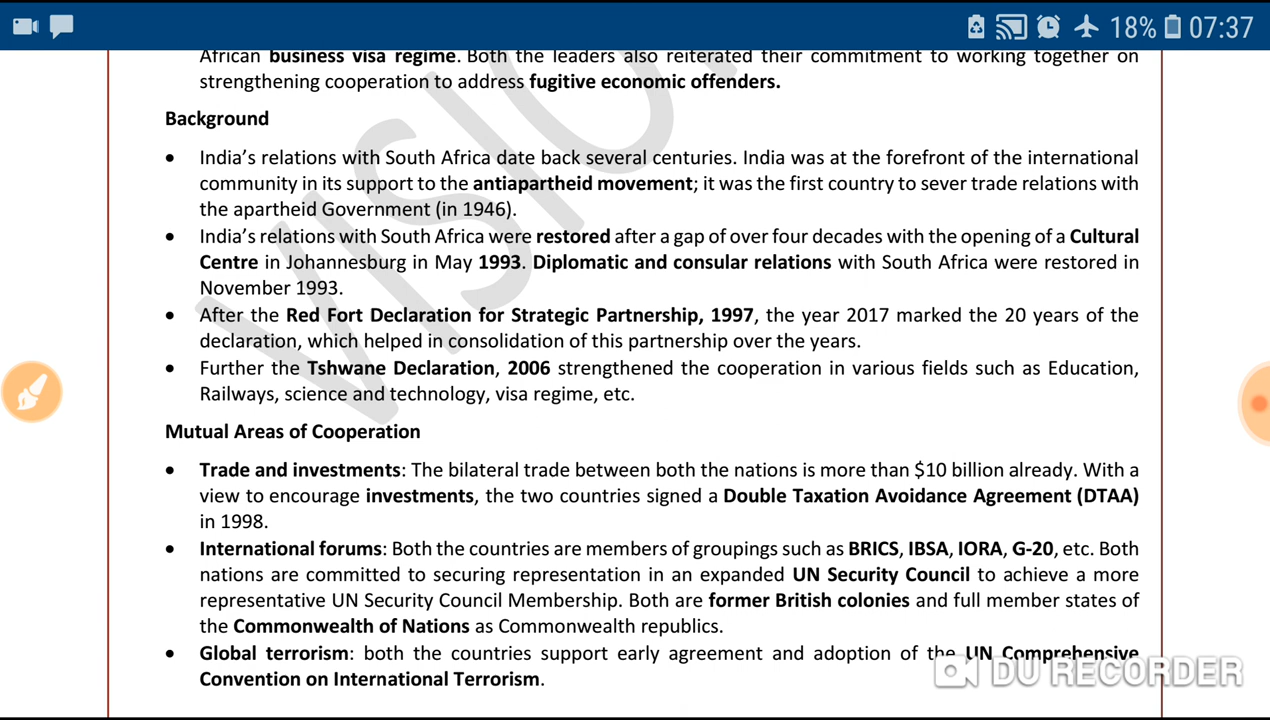 18% 07:37
African business visa regime. Both the leaders also reiterated their commitment to working together on
strengthening cooperation to address fugitive economic offenders.
Background
• India's relations with South Africa date back several centuries. India was at the forefront of the international
community in its support to the antiapartheid movement; it was the first country to sever trade relations with
the apartheid Government (in 1946).
• India's relations with South Africa were restored after a gap of over four decades with the opening of a Cultural
Centre in Johannesburg in May 1993. Diplomatic and consular relations with South Africa were restored in
November 1993.
• After the Red Fort Declaration for Strategic Partnership, 1997, the year 2017 marked the 20 years of the
declaration, which helped in consolidation of this partnership over the years.
• Further the Tshwane Declaration, 2006 strengthened the cooperation in various fields such as Education,
Railways, science and technology, visa regime, etc.
Mutual Areas of Cooperation
• Trade and investments: The bilateral trade between both the nations is more than $10 billion already. With a
view to encourage investments, the two countries signed a Double Taxation Avoidance Agreement (DTAA)
in 1998.
• International forums: Both the countries are members of groupings such as BRICS, IBSA, IORA, G-20, etc. Both
nations are committed to securing representation in an expanded UN Security Council to achieve a more
representative UN Security Council Membership. Both are former British colonies and full member states of
the Commonwealth of Nations as Commonwealth republics.
• Global terrorism: both the countries support early agreement and adoption of the UN Comprehensive
Convention on International Terrorism.
DU RECORDER
VISIO